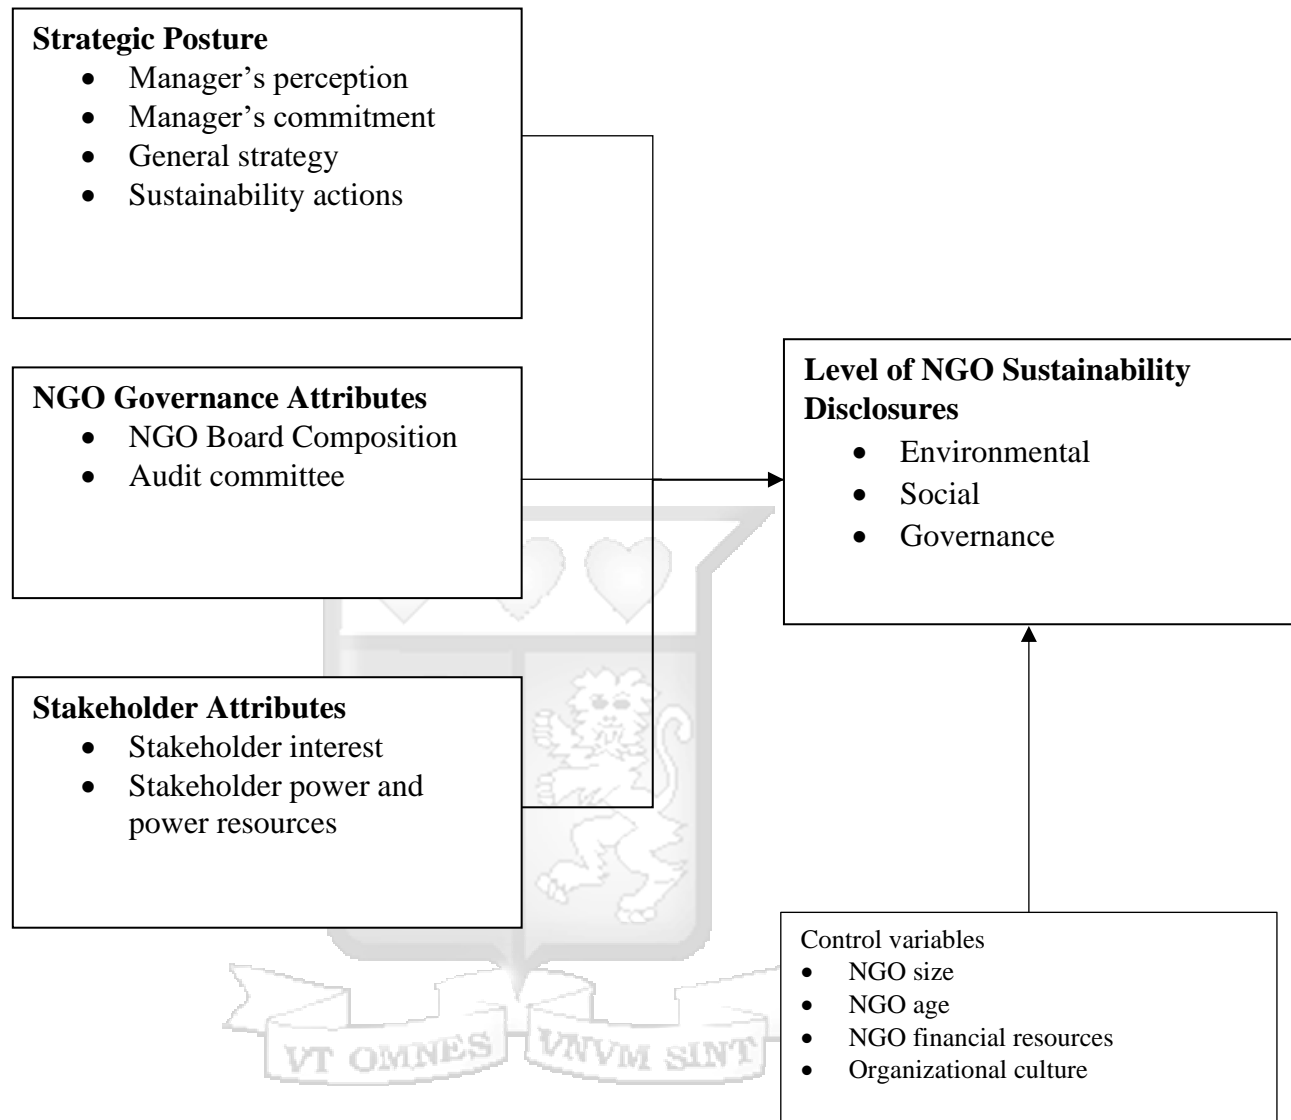 Strategic Posture
• Manager’s perception
• Manager’s commitment
• General strategy
• Sustainability actions
NGO Governance Attributes
• NGO Board Composition
• Audit committee
Stakeholder Attributes
• Stakeholder interest
• Stakeholder power and
power resources
Level of NGO Sustainability
Disclosures
• Environmental
• Social
• Governance
Control variables
• NGO size
• NGO age
• NGO financial resources
• Organizational culture
VT OMNES VNVM SINT